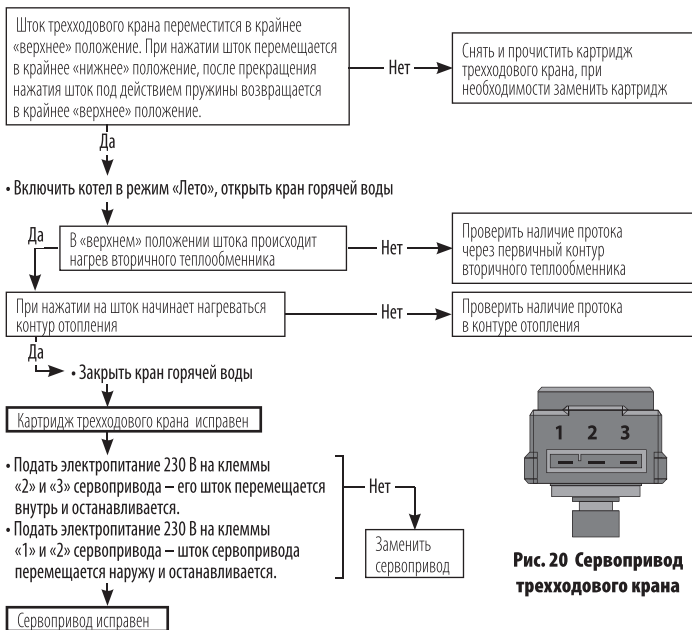 Шток трехходового крана переместится в крайнее
«верхнее» положение. При нажатии шток перемещается
в крайнее «нижнее» положение, после прекращения
нажатия шток под действием пружины возвращается
в крайнее «верхнее» положение.
Нет
Снять и прочистить картридж
трехходового крана, при
необходимости заменить картридж
Да
• Включить котел в режим «Лето», открыть кран горячей воды
Да
В «верхнем» положении штока происходит
нагрев вторичного теплообменника
Нет
Проверить наличие протока
через первичный контур
вторичного теплообменника
При нажатии на шток начинает нагреваться
контур отопления
Нет
Проверить наличие протока
в контуре отопления
Да
• Закрыть кран горячей воды
Картридж трехходового крана исправен
• Подать электропитание 230 В на клеммы
«2» и «3» сервопривода – его шток перемещается
внутрь и останавливается.
• Подать электропитание 230 В на клеммы
«1» и «2» сервопривода – шток сервопривода
перемещается наружу и останавливается.
Нет
Заменить
сервопривод
Сервопривод исправен
1 2 3
Рис. 20 Сервопривод
трехходового крана